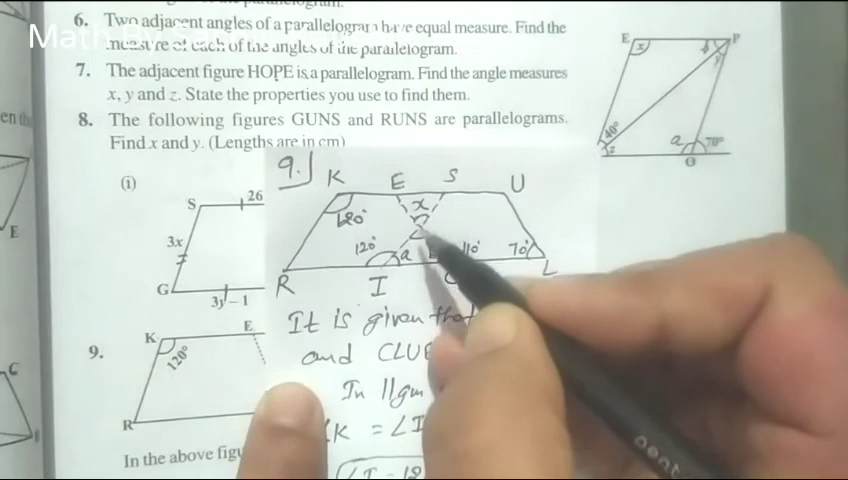 6. Two adjacent angles of a parallelogram have equal measure. Find the
measure of each of the angles of the parallelogram.
7. The adjacent figure HOPE is a parallelogram. Find the angle measures
x, y and z. State the properties you use to find them.
8. The following figures GUNS and RUNS are parallelograms.
Find x and y. (Lengths are in cm)
Math By
E
P
x
y
40°
z
a
70°
O
(i)
S
26
3x
G
3y–1
9.
K
E
120°
R
In the above
9.)
K E S U
x
120°
120°
a
110°
70°
R I L
It is given that
and CLUE
In ||gm
∠K = ∠I
E
C